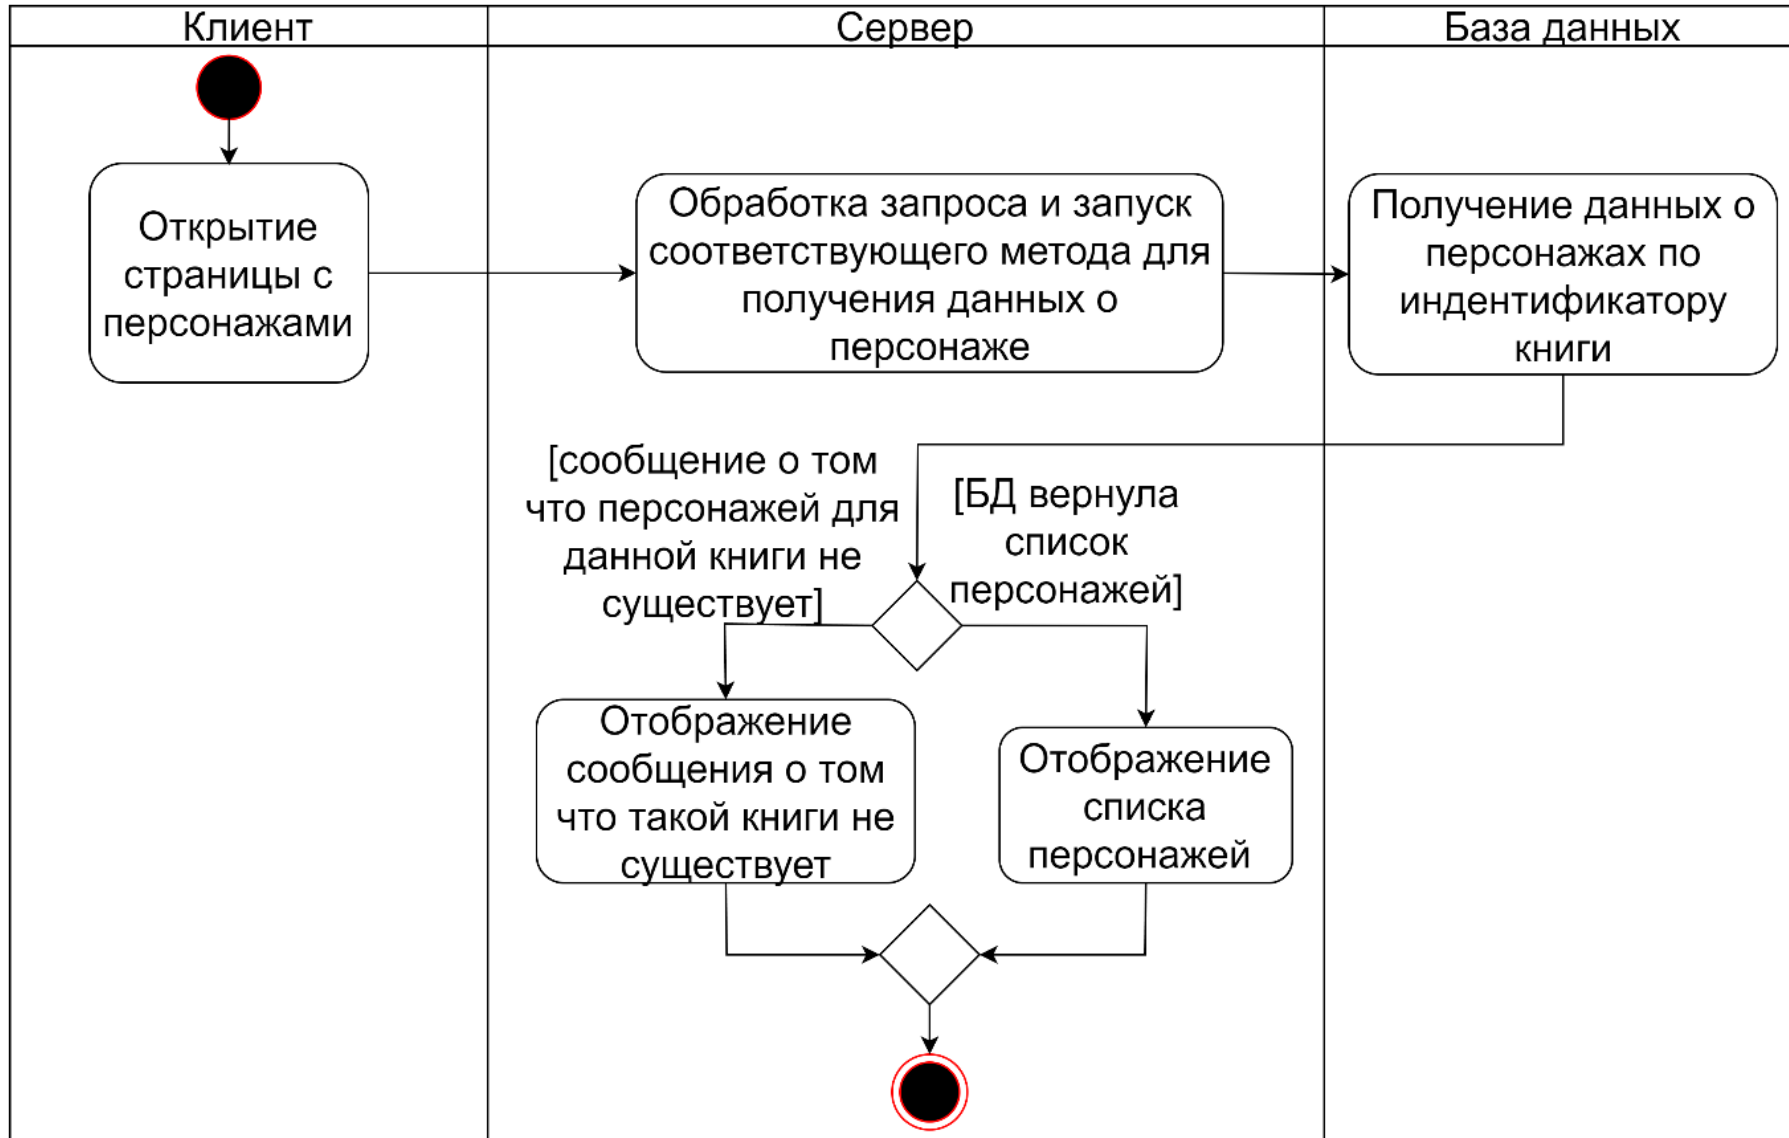 Клиент
Сервер
База данных
Открытие
страницы с
персонажами
Обработка запроса и запуск
соответствующего метода для
получения данных о
персонаже
Получение данных о
персонажах по
индентификатору
книги
[сообщение о том
что персонажей для
данной книги не
существует]
[БД вернула
список
персонажей]
Отображение
сообщения о том
что такой книги не
существует
Отображение
списка
персонажей